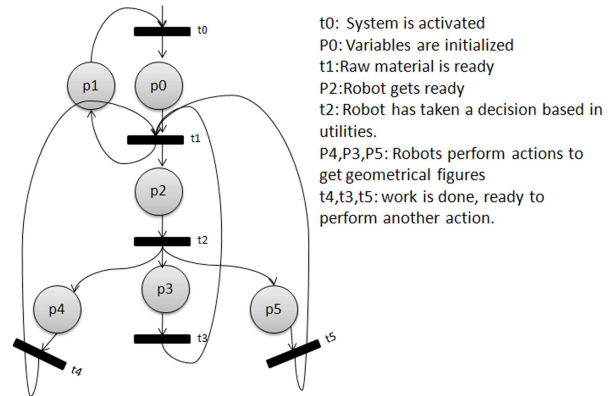 t0
p1
p0
t1
p2
t2
p4
p3
p5
t3
t4
t5
t0: System is activated
P0: Variables are initialized
t1:Raw material is ready
P2:Robot gets ready
t2: Robot has taken a decision based in
utilities.
P4,P3,P5: Robots perform actions to
get geometrical figures
t4,t3,t5: work is done, ready to
perform another action.